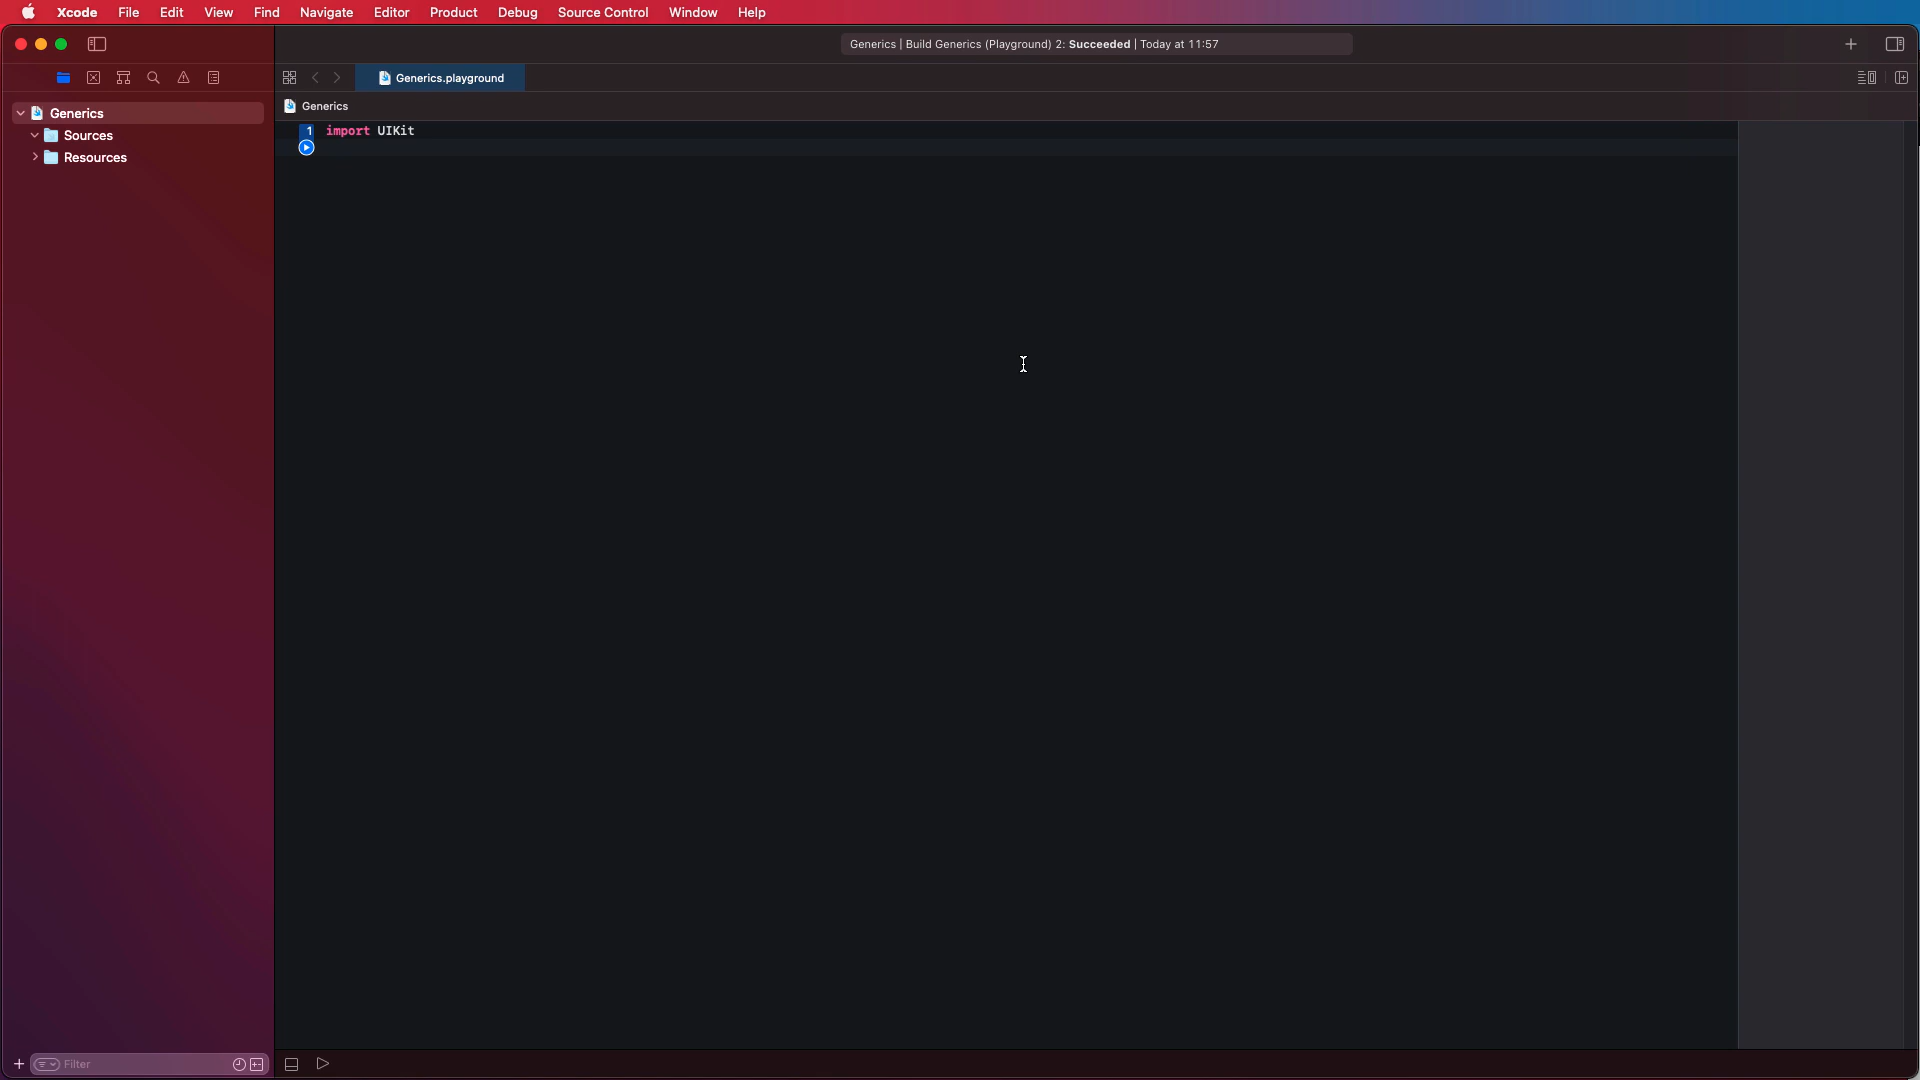 Xcode File Edit View Find Navigate Editor Product Debug Source Control Window Help
Generics | Build Generics (Playground) 2: Succeeded | Today at 11:57
Generics.playground
Generics
Generics
Sources
Resources
1 import UIKit
Filter